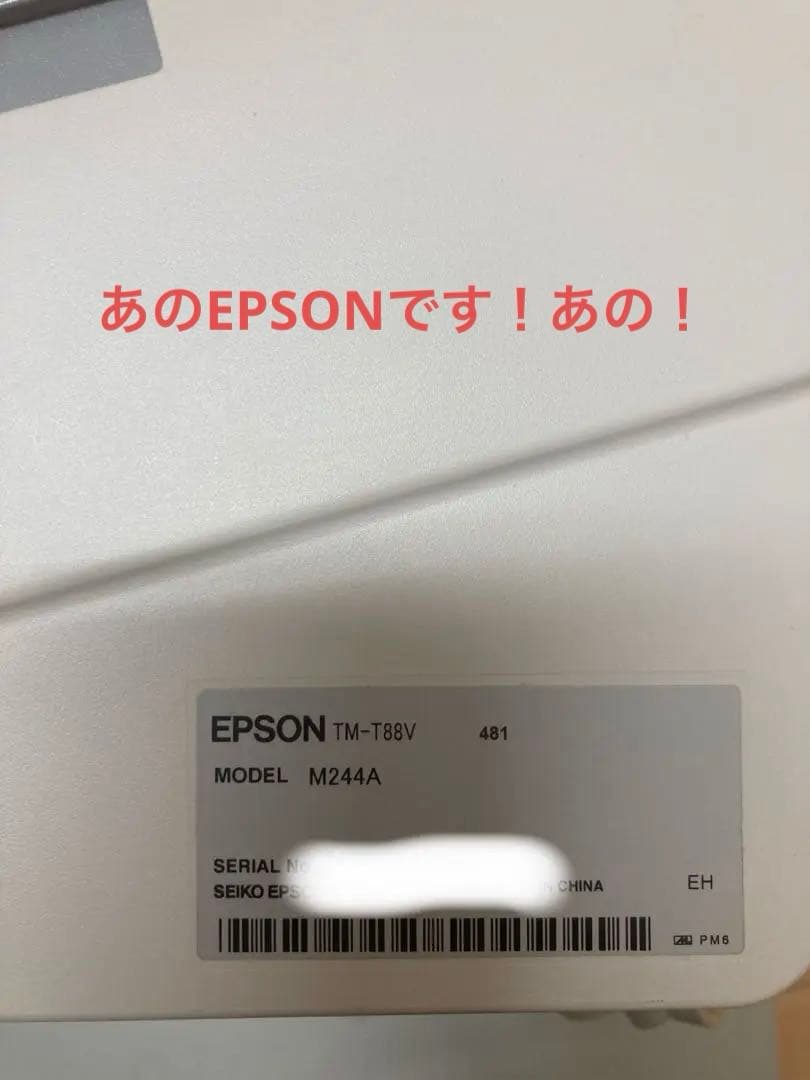 あのEPSONです！あの！
EPSON TM-T88V 481
MODEL M244A
SERIAL No
SEIKO EPS CHINA EH
PM6